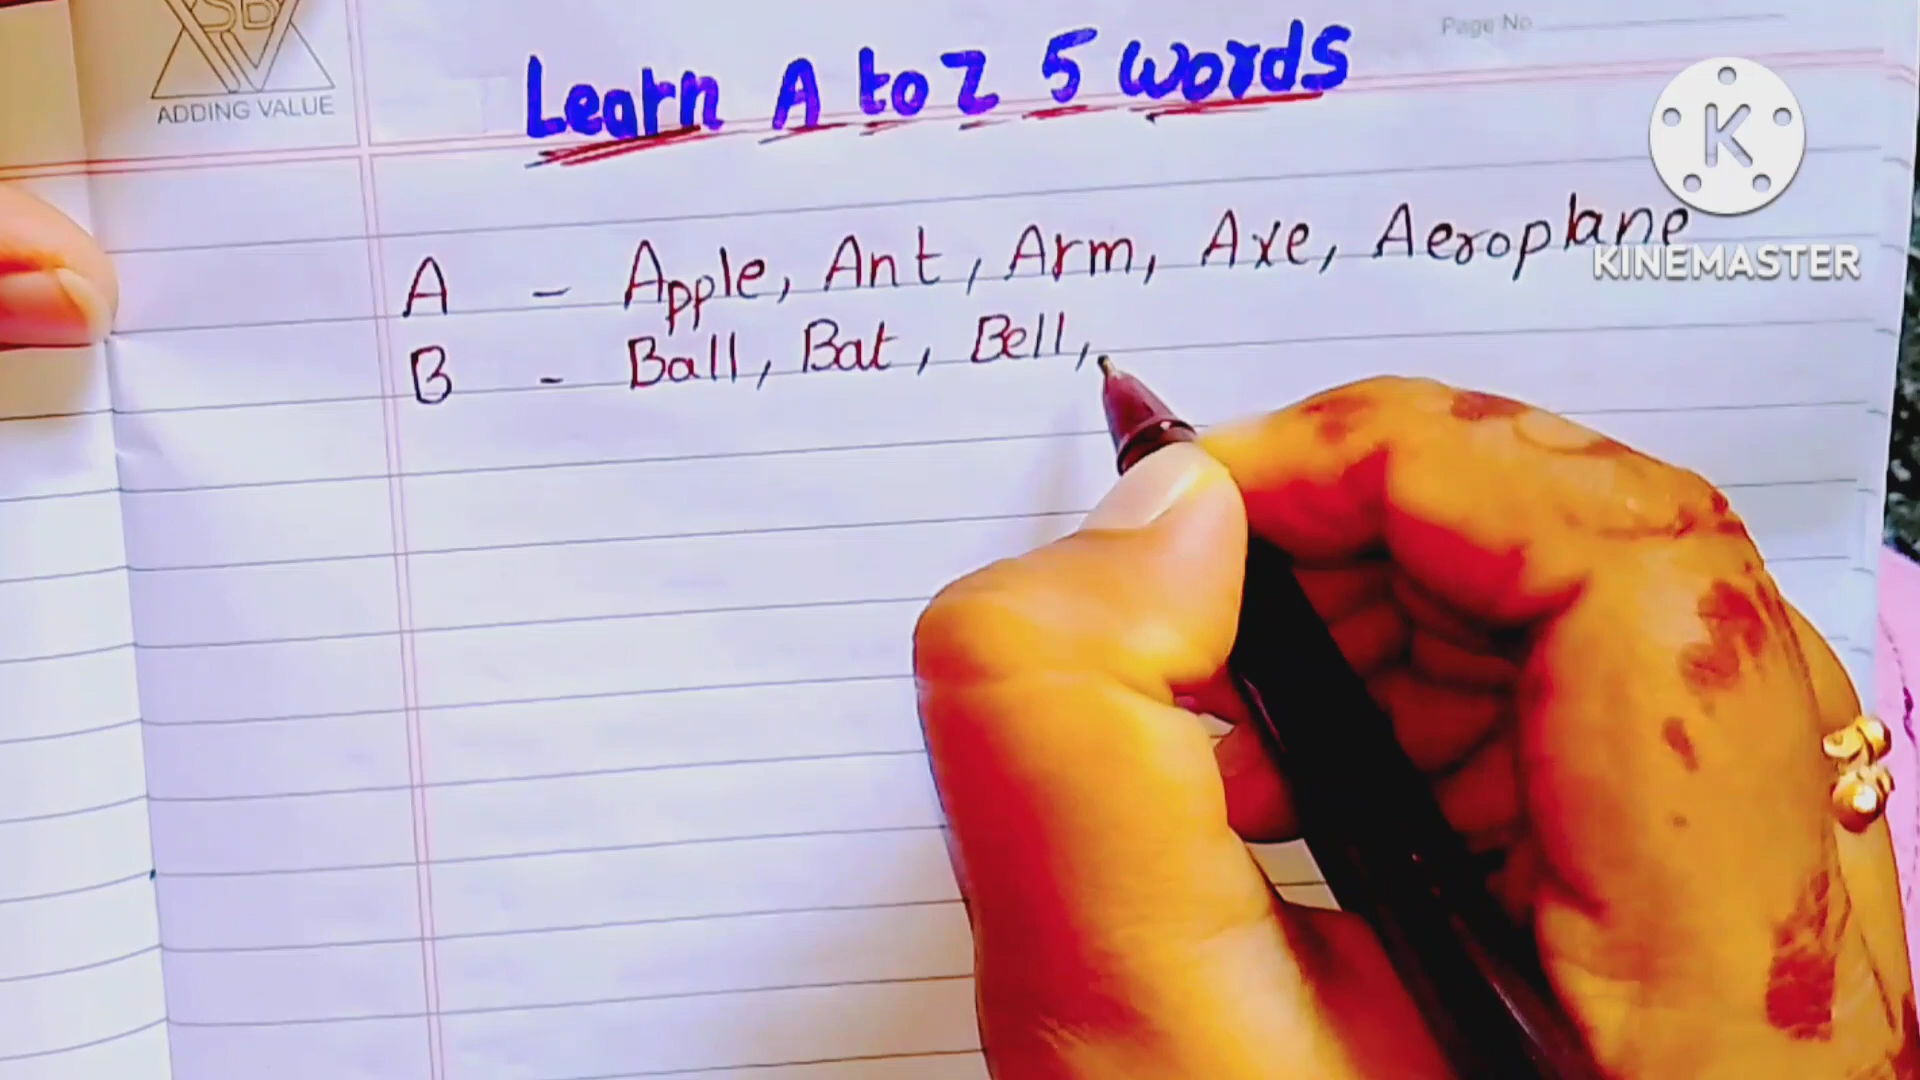 ADDING VALUE
Page No
Learn A to Z 5 words
K
KINEMASTER
A - Apple, Ant, Arm, Axe, Aeroplane
B - Ball, Bat, Bell,